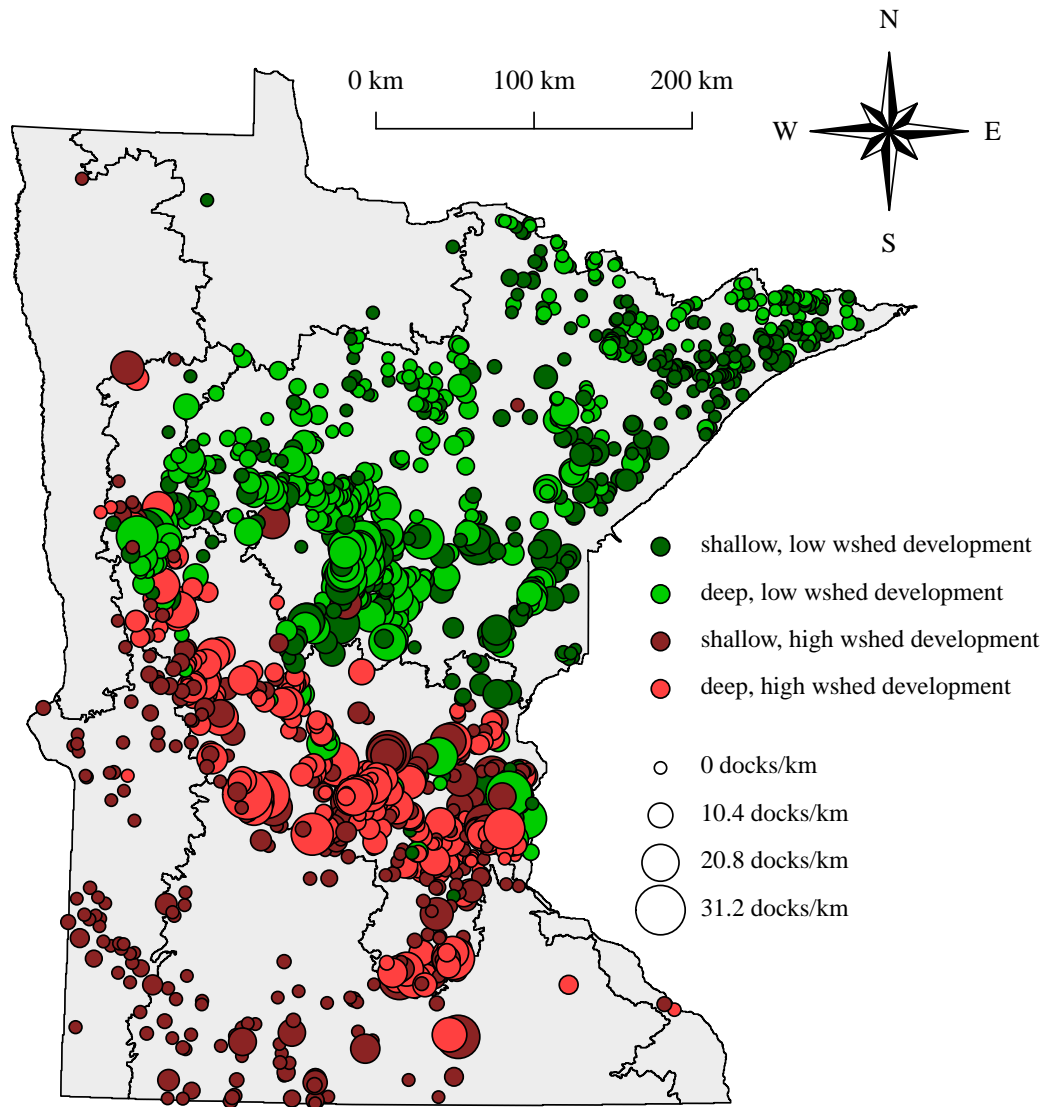 N
0 km 100 km 200 km
W E
S
shallow, low wshed development
deep, low wshed development
shallow, high wshed development
deep, high wshed development
0 docks/km
10.4 docks/km
20.8 docks/km
31.2 docks/km